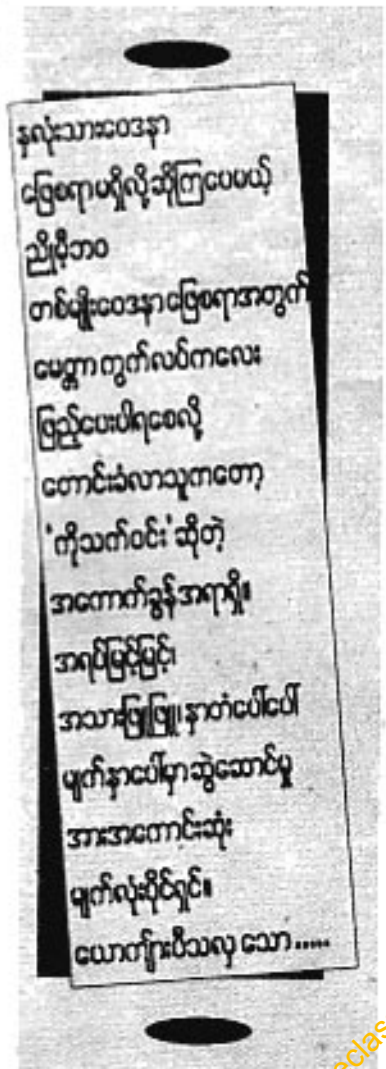 နှလုံးသားဝေဒနာ
ဖြေစရာမရှိလို့ဆိုကြပေမယ့်
ညှို့မို့ဘဝ
တစ်မျိုးဝေဒနာဖြေစရာအတွက်
မေတ္တာကွက်လပ်ကလေး
ဖြည့်ပေးပါရစေလို့
တောင်းခံလာသူကတော့
'ကိုသက်ဝင်း'ဆိုတဲ့
အကောက်ခွန်အရာရှိ။
အရပ်မြင့်မြင့်၊
အသားဖြူဖြူ၊ နှာတံပေါ်ပေါ်
မျက်နှာပေါ်မှာဆွဲဆောင်မှု
အားအကောင်းဆုံး
မျက်လုံးပိုင်ရှင်။
ယောက်ျားပီသလှသော.....
eclas